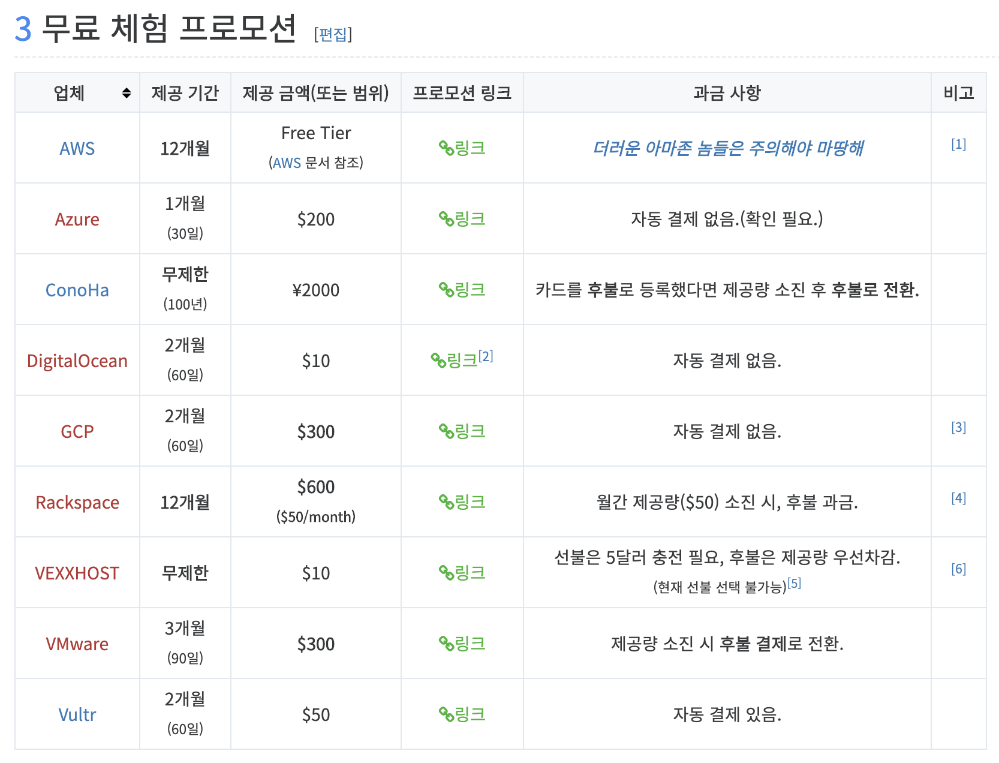 3 무료 체험 프로모션 [편집]
업체 제공 기간 제공 금액(또는 범위) 프로모션 링크 과금 사항 비고
AWS 12개월 Free Tier 링크 더러운 아마존 놈들은 주의해야 마땅해 [1]
(AWS 문서 참조)
Azure 1개월 $200 링크 자동 결제 없음.(확인 필요.)
(30일)
ConoHa 무제한 ¥2000 링크 카드를 후불로 등록했다면 제공량 소진 후 후불로 전환.
(100년)
DigitalOcean 2개월 $10 링크[2] 자동 결제 없음.
(60일)
GCP 2개월 $300 링크 자동 결제 없음. [3]
(60일)
Rackspace 12개월 $600 링크 월간 제공량($50) 소진 시, 후불 과금. [4]
($50/month)
VEXXHOST 무제한 $10 링크 선불은 5달러 충전 필요, 후불은 제공량 우선차감. [6]
(현재 선불 선택 불가능)[5]
VMware 3개월 $300 링크 제공량 소진 시 후불 결제로 전환.
(90일)
Vultr 2개월 $50 링크 자동 결제 있음.
(60일)